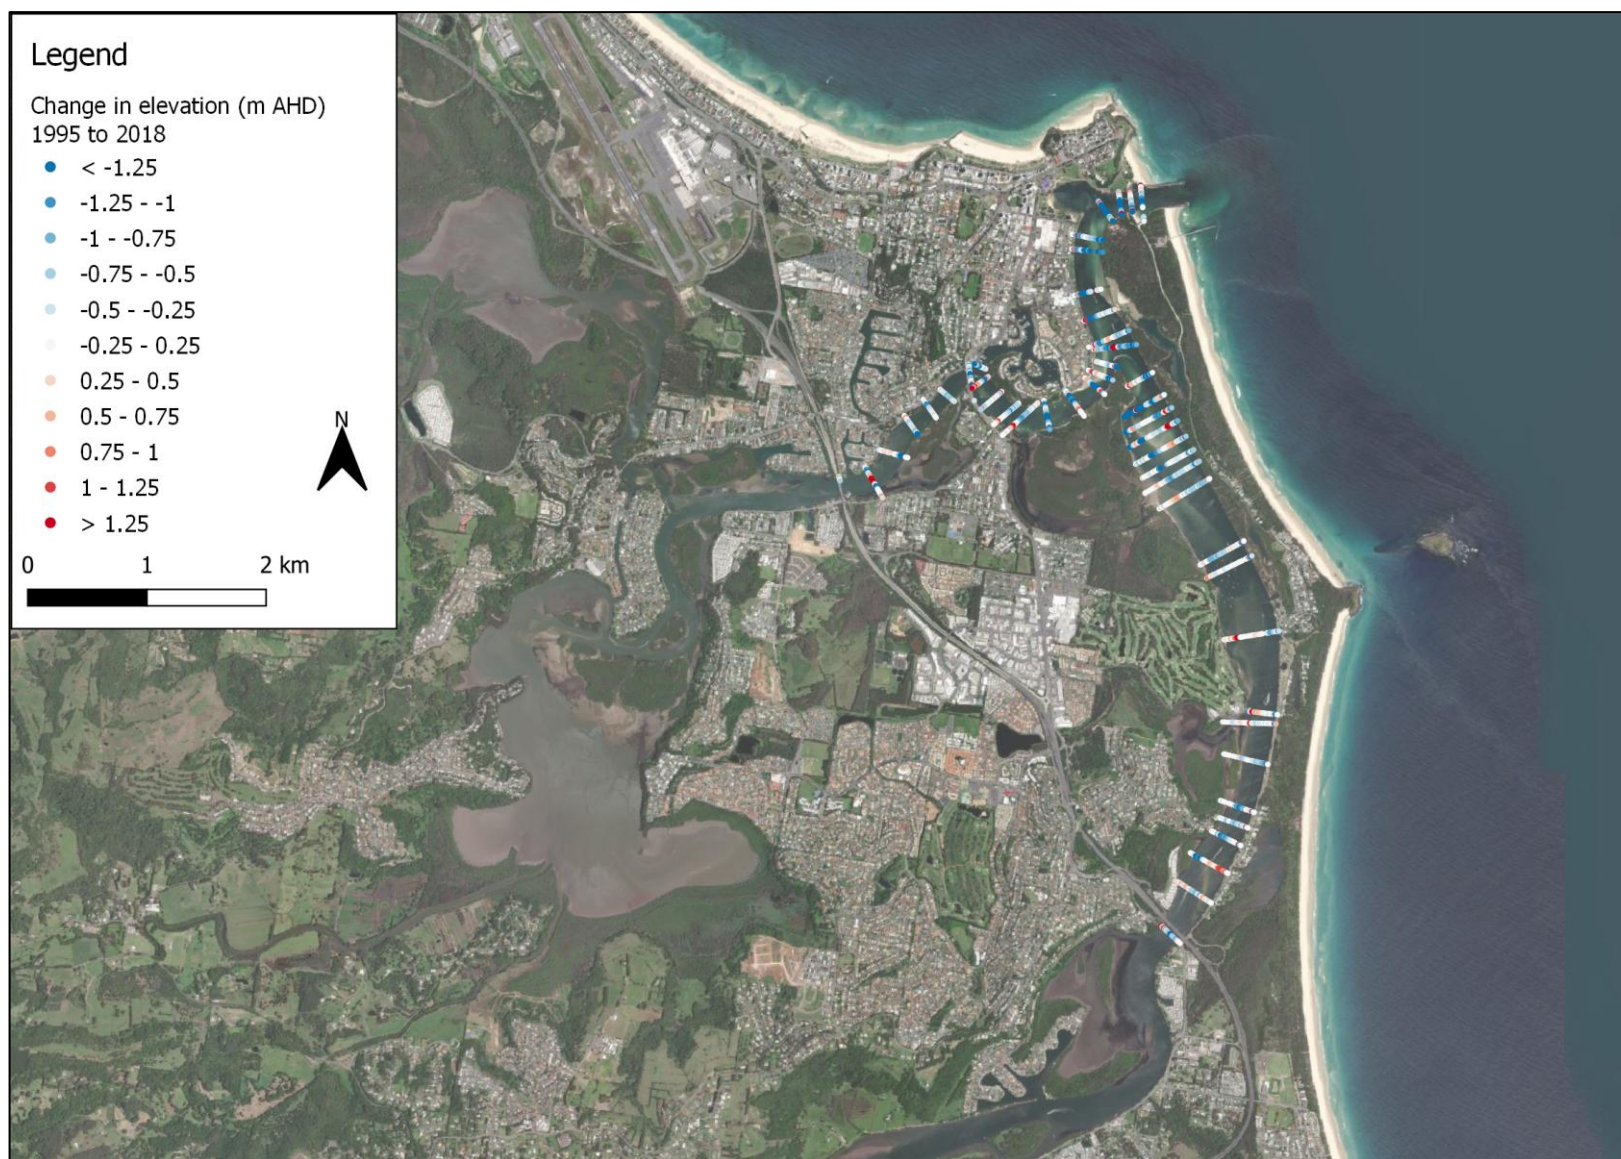 Legend
Change in elevation (m AHD)
1995 to 2018
< -1.25
-1.25 - -1
-1 - -0.75
-0.75 - -0.5
-0.5 - -0.25
-0.25 - 0.25
0.25 - 0.5
0.5 - 0.75
0.75 - 1
1 - 1.25
> 1.25
N
0 1 2 km